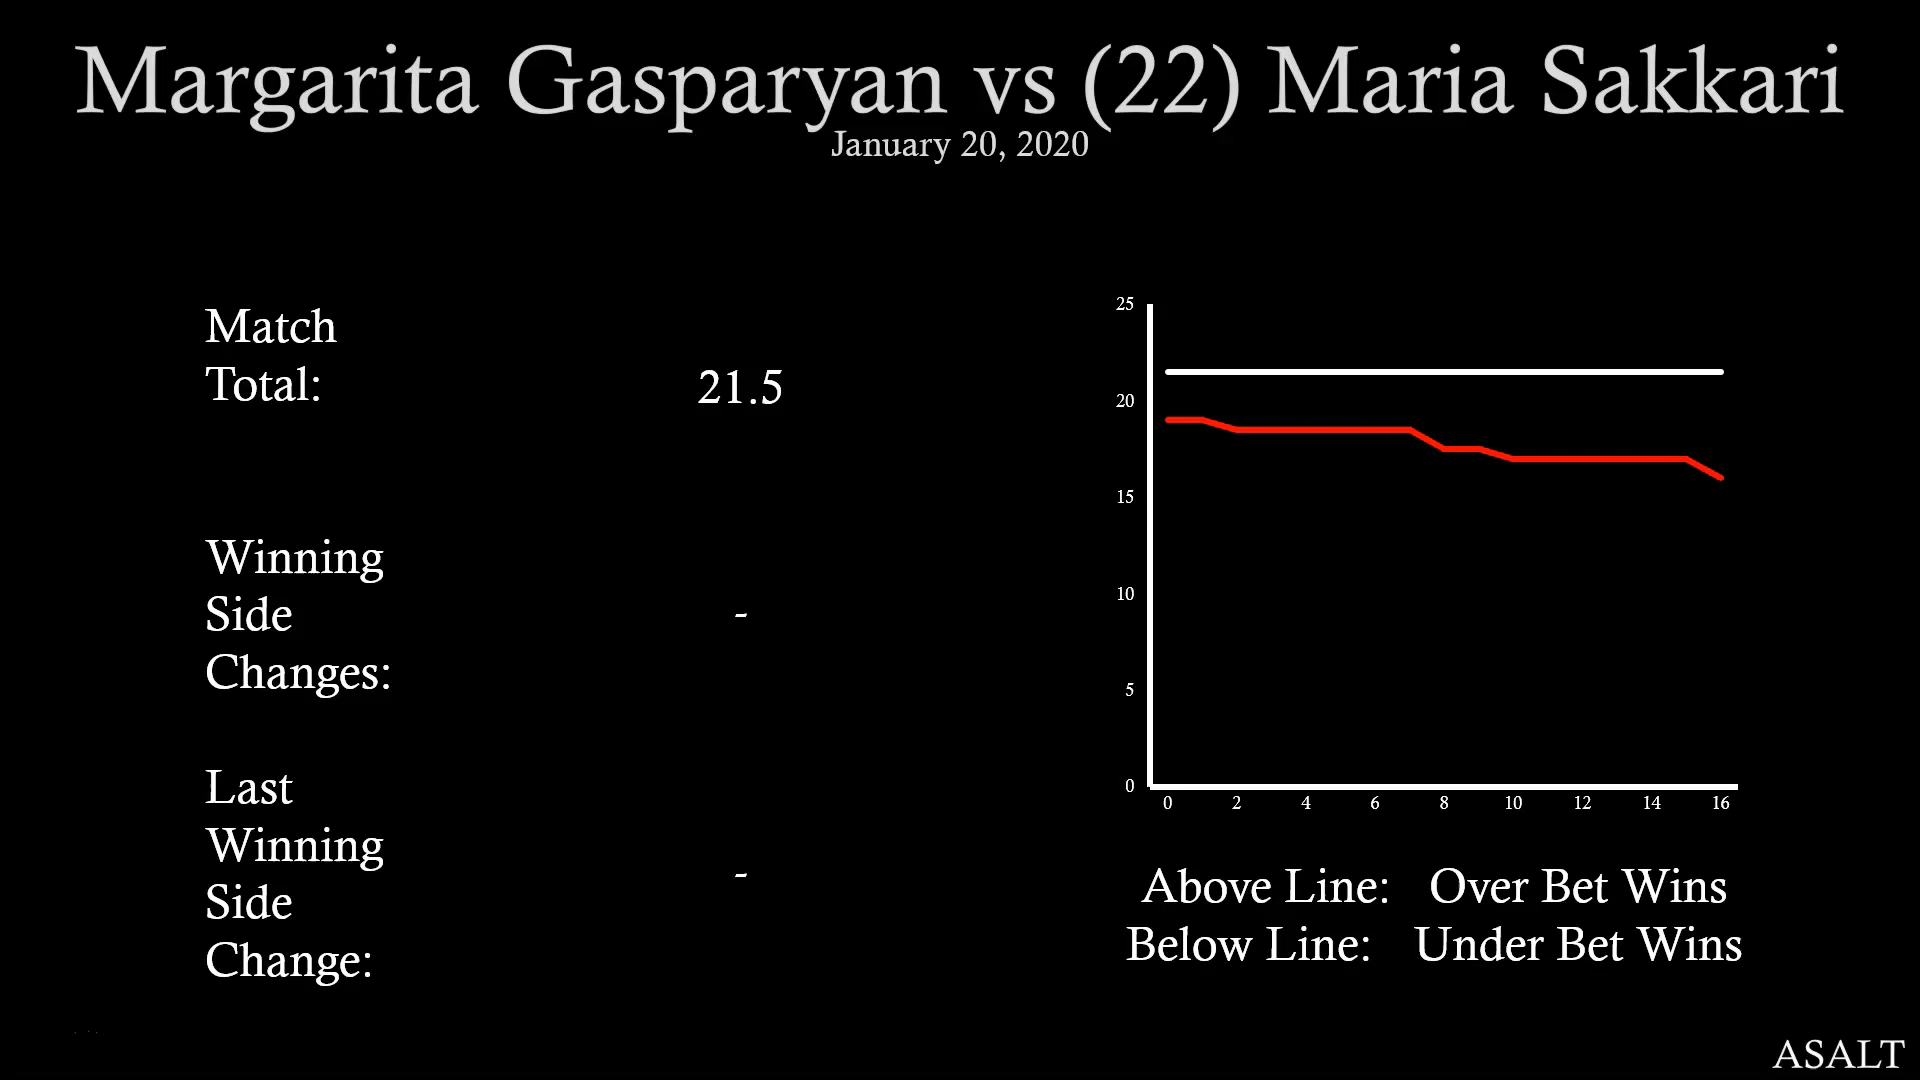 Margarita Gasparyan vs (22) Maria Sakkari
January 20, 2020
Match
Total:
21.5
Winning
Side
Changes:
-
Last
Winning
Side
Change:
-
25
20
15
10
5
0
0 2 4 6 8 10 12 14 16
Above Line: Over Bet Wins
Below Line: Under Bet Wins
ASALT